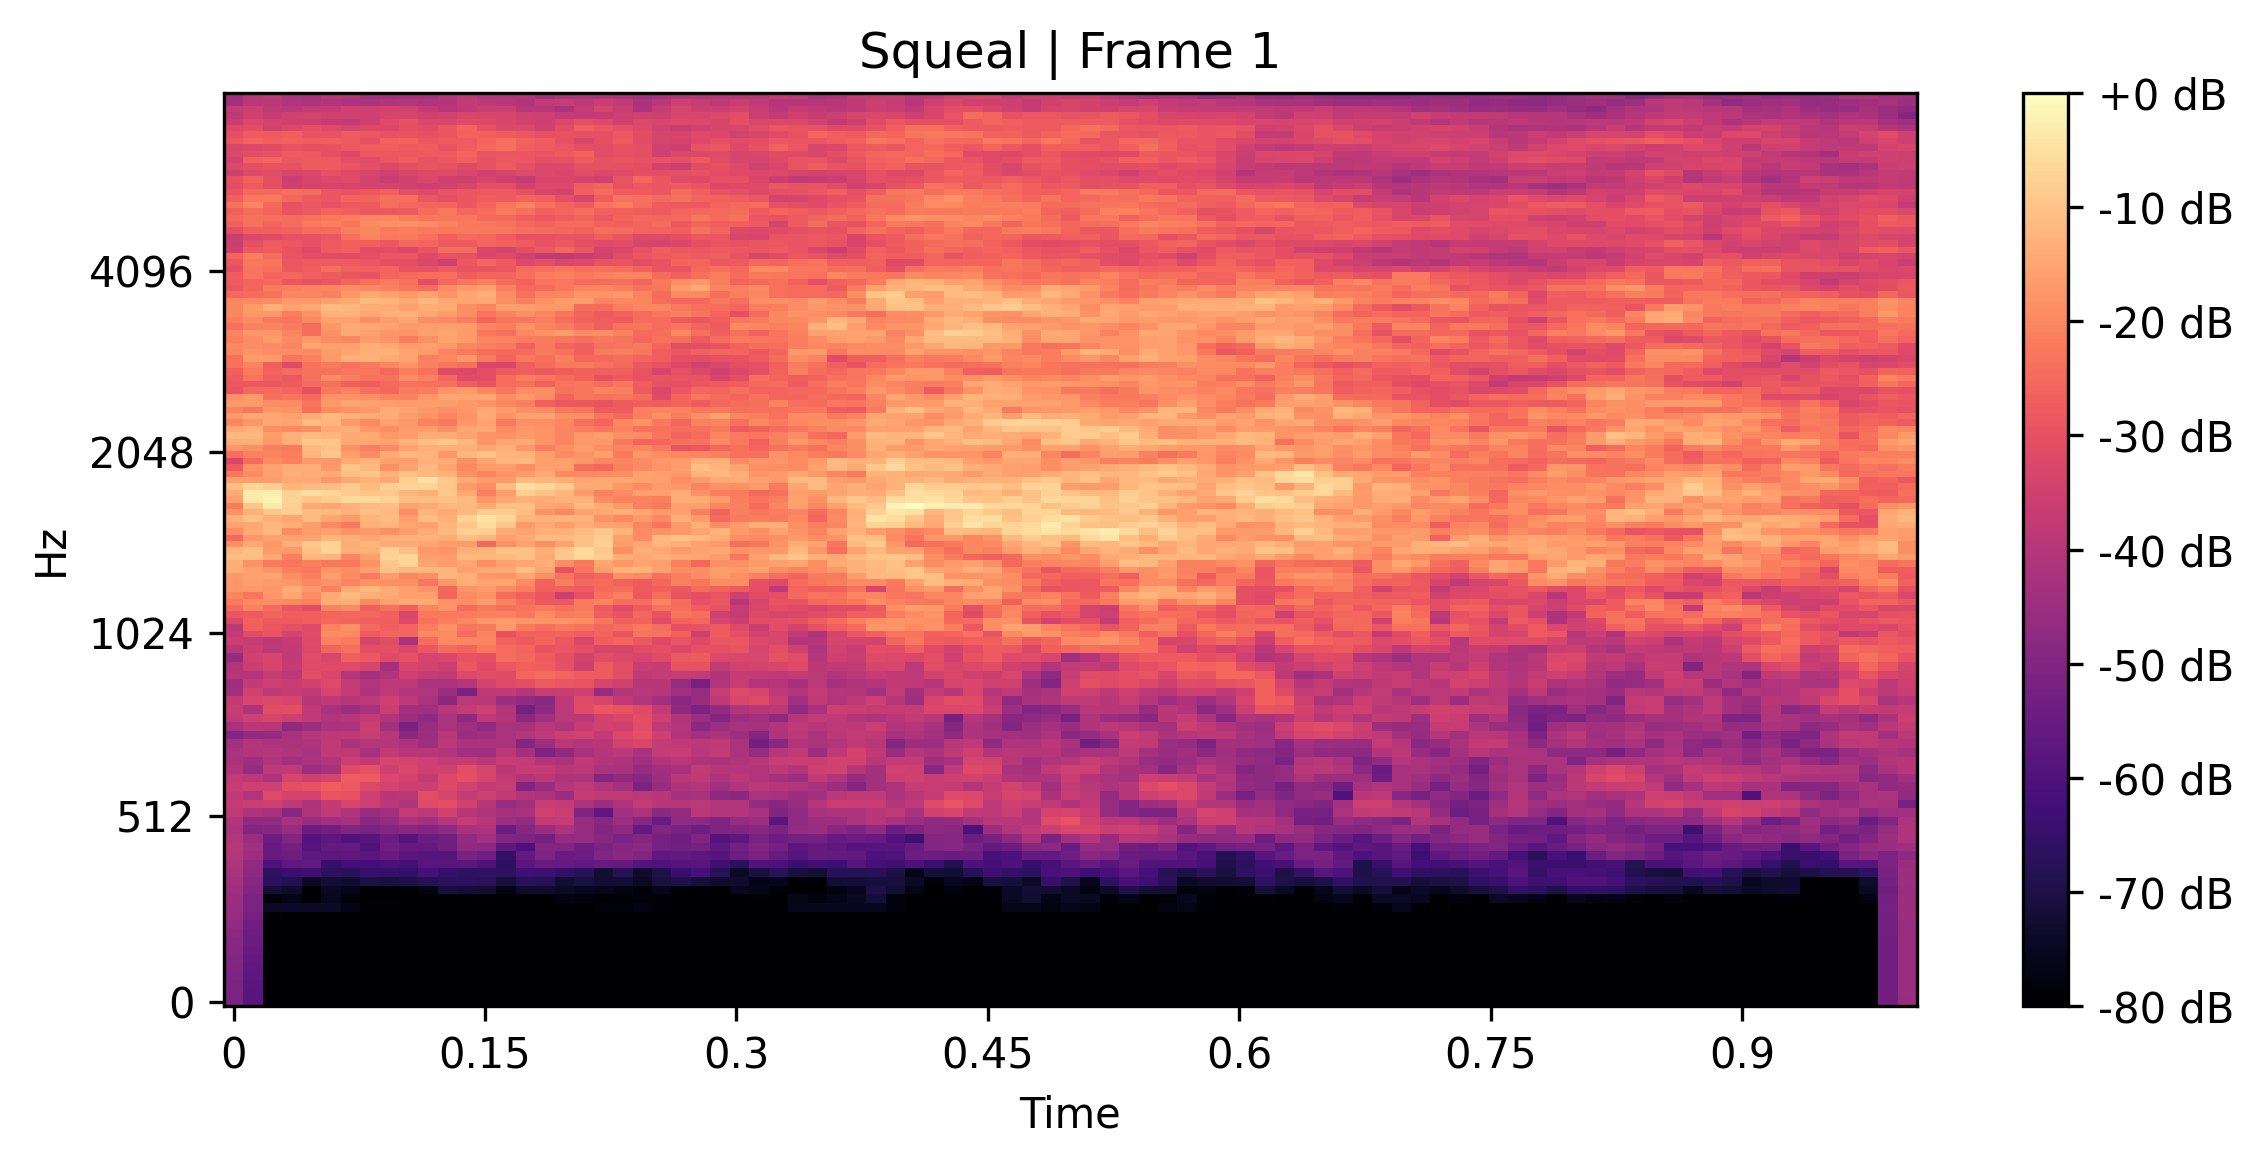 Squeal | Frame 1
Hz
4096
2048
1024
512
0
0 0.15 0.3 0.45 0.6 0.75 0.9
Time
+0 dB
-10 dB
-20 dB
-30 dB
-40 dB
-50 dB
-60 dB
-70 dB
-80 dB